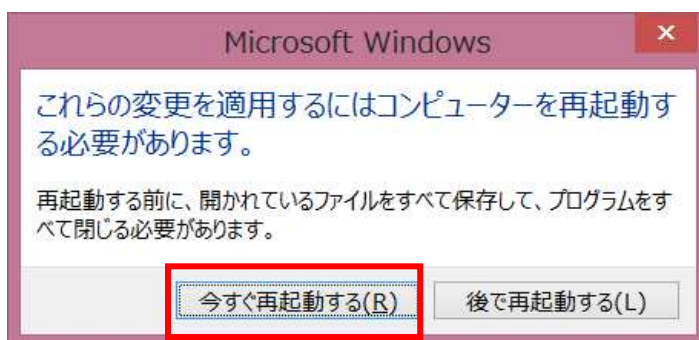 Microsoft Windows
これらの変更を適用するにはコンピューターを再起動す
る必要があります。
再起動する前に、開かれているファイルをすべて保存して、プログラムをす
べて閉じる必要があります。
今すぐ再起動する(R) 後で再起動する(L)